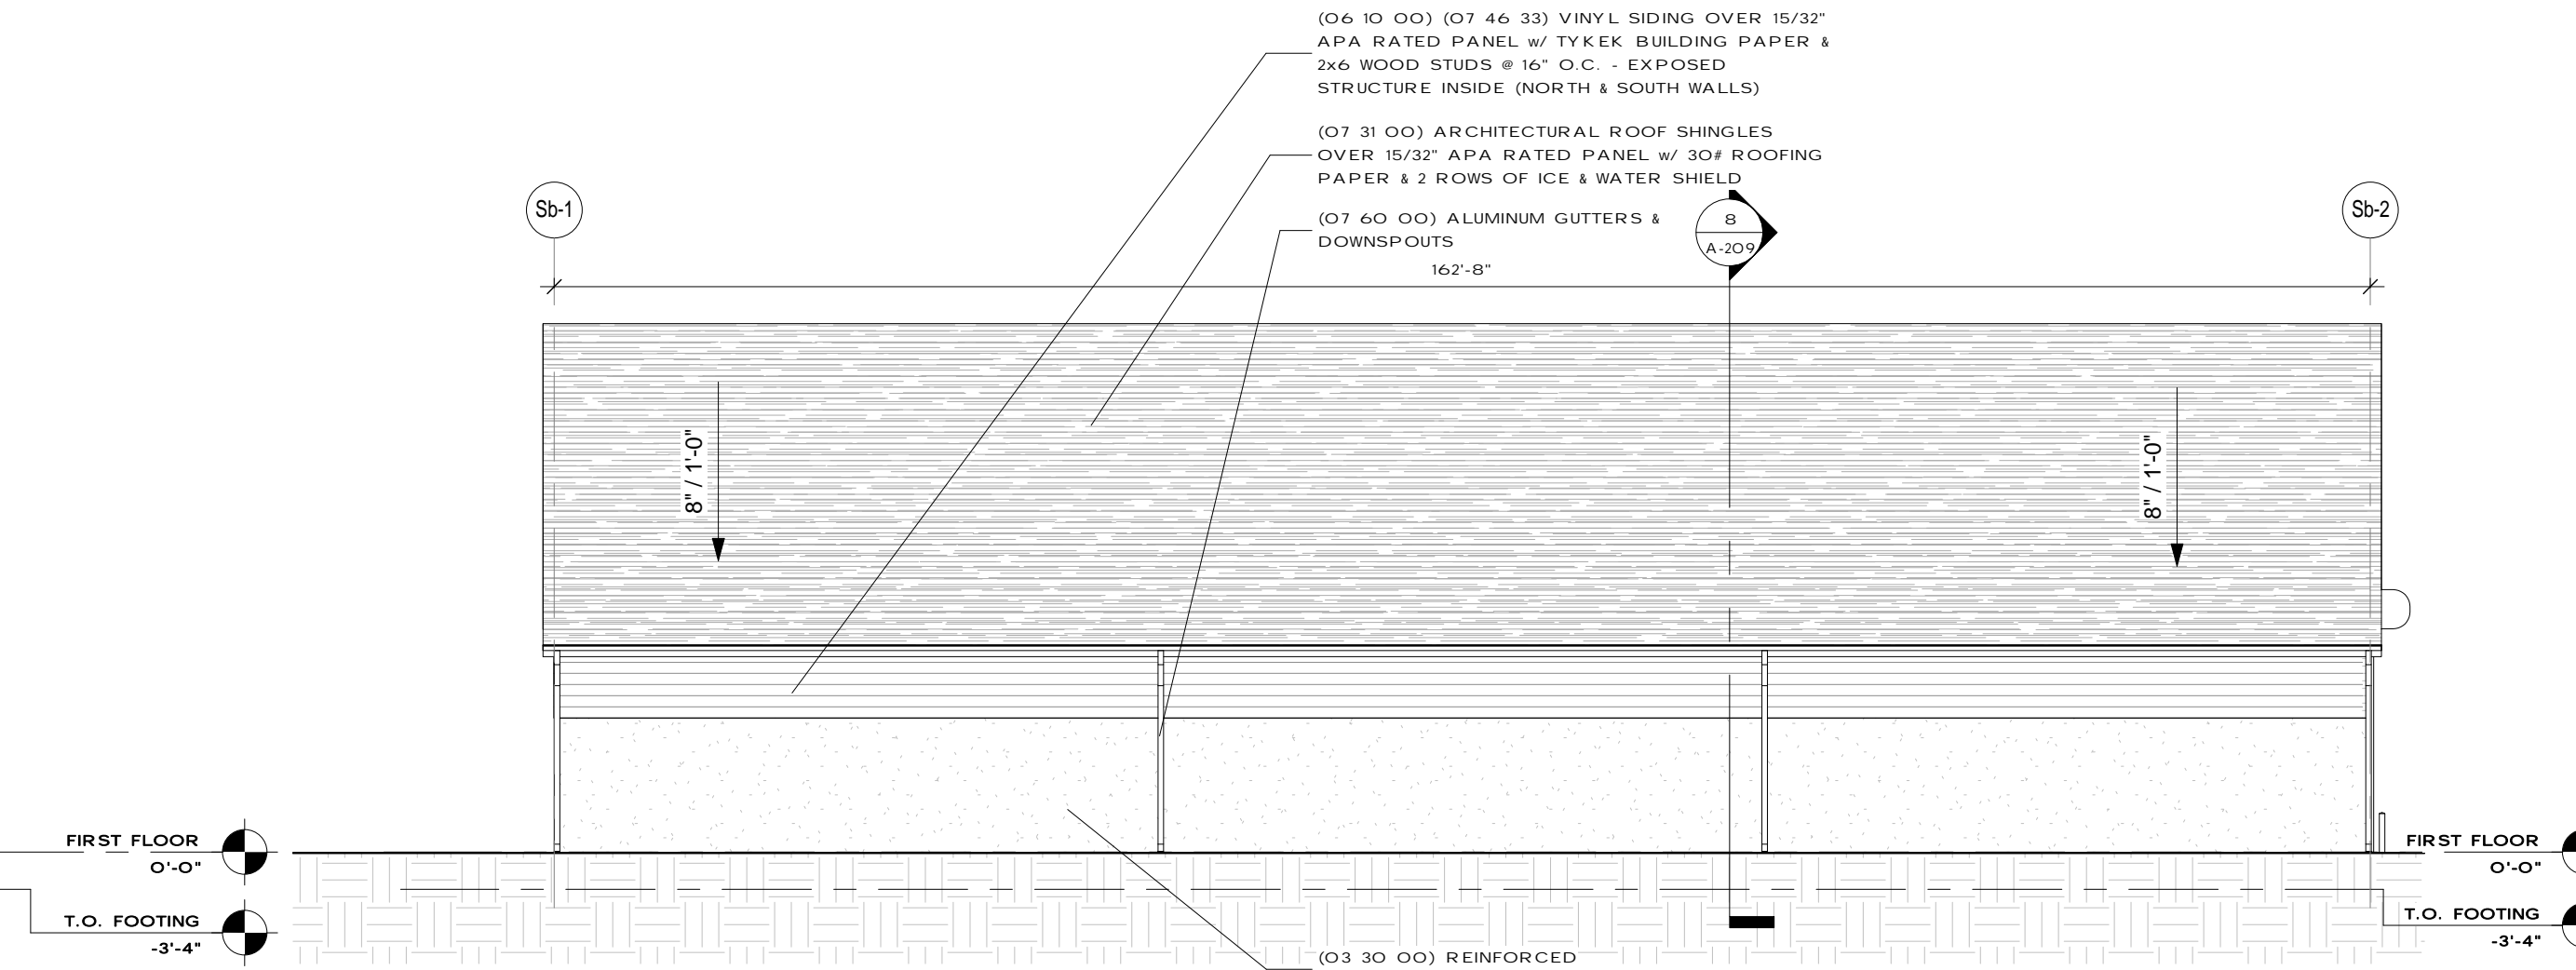 (06 10 00) (07 46 33) VINYL SIDING OVER 15/32"
APA RATED PANEL w/ TYKEK BUILDING PAPER &
2x6 WOOD STUDS @ 16" O.C. - EXPOSED
STRUCTURE INSIDE (NORTH & SOUTH WALLS)
(07 31 00) ARCHITECTURAL ROOF SHINGLES
OVER 15/32" APA RATED PANEL w/ 30# ROOFING
PAPER & 2 ROWS OF ICE & WATER SHIELD
(07 60 00) ALUMINUM GUTTERS &
DOWNSPOUTS
Sb-1
8
A-209
Sb-2
162'-8"
8" / 1'-0"
8" / 1'-0"
FIRST FLOOR
0'-0"
FIRST FLOOR
0'-0"
T.O. FOOTING
-3'-4"
T.O. FOOTING
-3'-4"
(03 30 00) REINFORCED